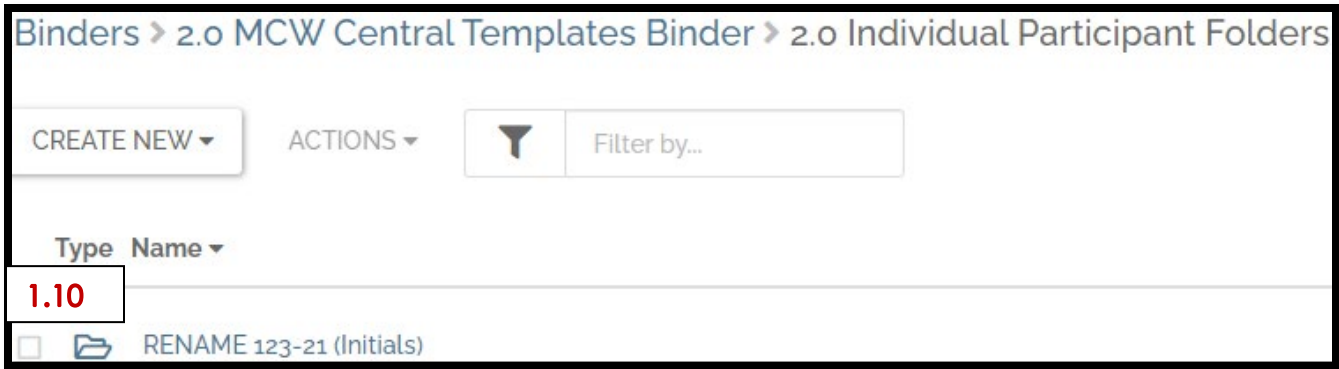 Binders > 2.0 MCW Central Templates Binder > 2.0 Individual Participant Folders
CREATE NEW ACTIONS Filter by...
Type Name
1.10
RENAME 123-21 (Initials)